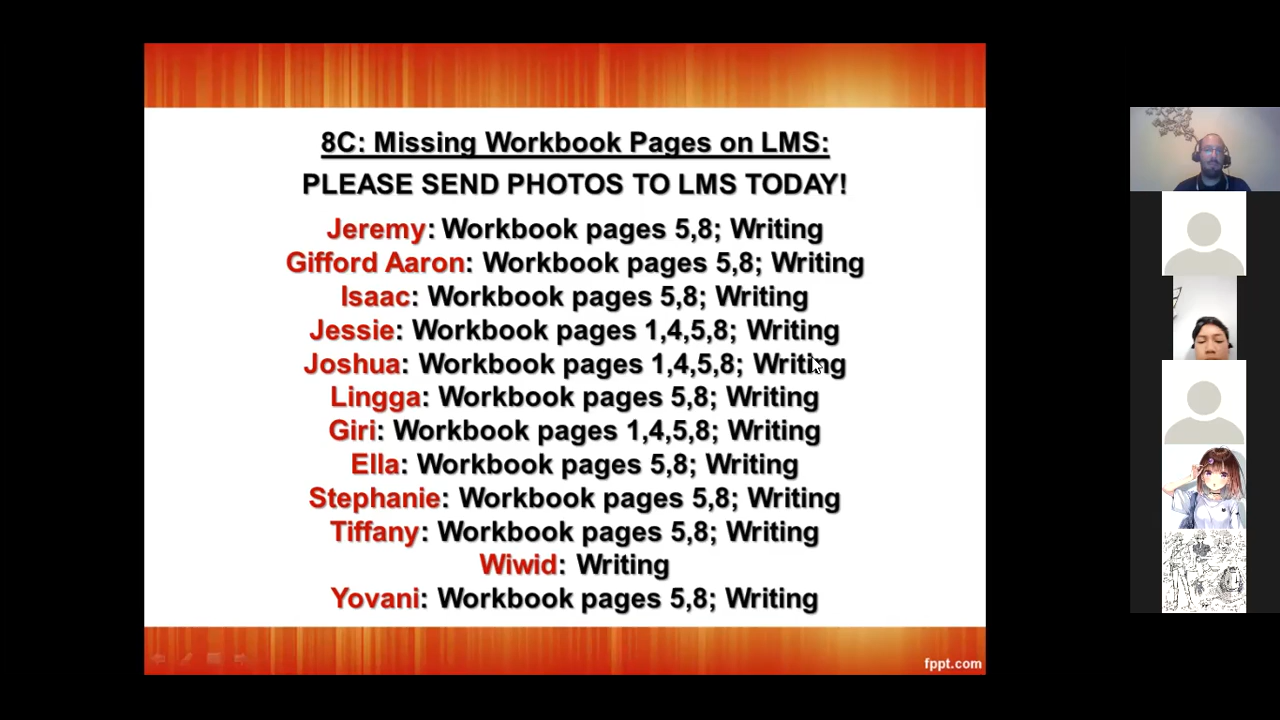 8C: Missing Workbook Pages on LMS:
PLEASE SEND PHOTOS TO LMS TODAY!
Jeremy: Workbook pages 5,8; Writing
Gifford Aaron: Workbook pages 5,8; Writing
Isaac: Workbook pages 5,8; Writing
Jessie: Workbook pages 1,4,5,8; Writing
Joshua: Workbook pages 1,4,5,8; Writing
Lingga: Workbook pages 5,8; Writing
Giri: Workbook pages 1,4,5,8; Writing
Ella: Workbook pages 5,8; Writing
Stephanie: Workbook pages 5,8; Writing
Tiffany: Workbook pages 5,8; Writing
Wiwid: Writing
Yovani: Workbook pages 5,8; Writing
fppt.com